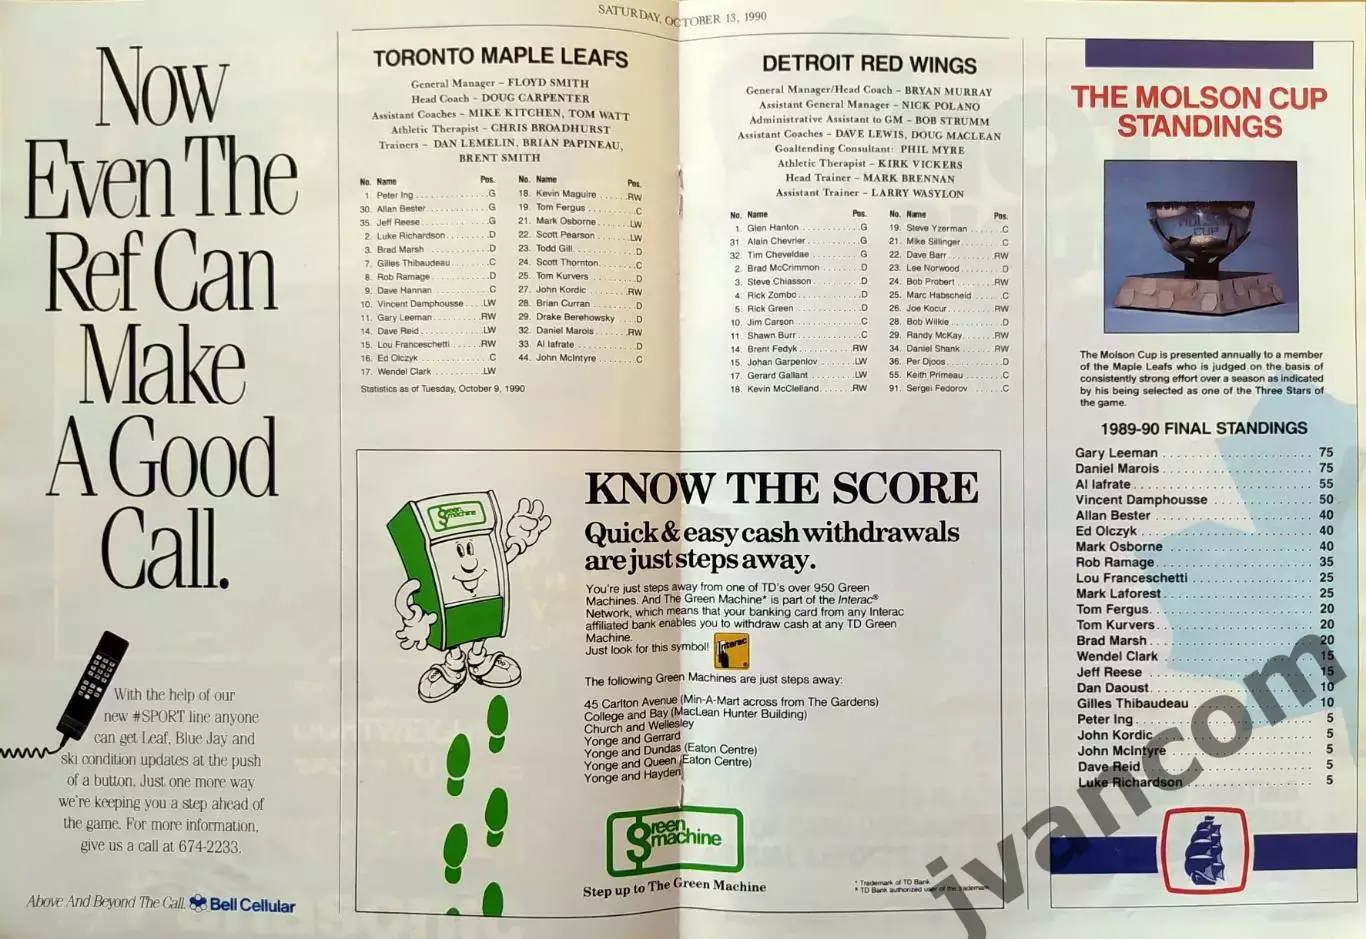 SATURDAY, OCTOBER 13, 1990
Now
Even The
Ref Can
Make
A Good
Call.
With the help of our
new #SPORT line anyone
can get Leaf, Blue Jay and
ski condition updates at the push
of a button. Just one more way
we're keeping you a step ahead of
the game. For more information,
give us a call at 674-2233.
Above And Beyond The Call. Bell Cellular
TORONTO MAPLE LEAFS
General Manager – FLOYD SMITH
Head Coach – DOUG CARPENTER
Assistant Coaches – MIKE KITCHEN, TOM WATT
Athletic Therapist – CHRIS BROADHURST
Trainers – DAN LEMELIN, BRIAN PAPINEAU,
BRENT SMITH
No. Name Pos.
1. Peter Ing G
30. Allan Bester G
35. Jeff Reese G
2. Luke Richardson D
3. Brad Marsh D
7. Gilles Thibaudeau C
8. Rob Ramage D
9. Dave Hannan C
10. Vincent Damphousse LW
11. Gary Leeman RW
14. Dave Reid LW
15. Lou Franceschetti RW
16. Ed Olczyk C
17. Wendel Clark LW
No. Name Pos.
18. Kevin Maguire RW
19. Tom Fergus C
21. Mark Osborne LW
22. Scott Pearson LW
23. Todd Gill D
24. Scott Thornton C
25. Tom Kurvers D
27. John Kordic RW
28. Brian Curran D
29. Drake Berehowsky D
32. Daniel Marois RW
33. Al Iafrate D
44. John McIntyre C
Statistics as of Tuesday, October 9, 1990
DETROIT RED WINGS
General Manager/Head Coach – BRYAN MURRAY
Assistant General Manager – NICK POLANO
Administrative Assistant to GM – BOB STRUMM
Assistant Coaches – DAVE LEWIS, DOUG MACLEAN
Goaltending Consultant: PHIL MYRE
Athletic Therapist – KIRK VICKERS
Head Trainer – MARK BRENNAN
Assistant Trainer – LARRY WASYLON
No. Name Pos.
1. Glen Hanlon G
31. Alain Chevrier G
32. Tim Cheveldae G
2. Brad McCrimmon D
3. Steve Chiasson D
4. Rick Zombo D
5. Rick Green D
10. Jim Carson C
11. Shawn Burr C
14. Brent Fedyk RW
15. Johan Garpenlov LW
17. Gerard Gallant LW
18. Kevin McClelland RW
No. Name Pos.
19. Steve Yzerman C
21. Mike Sillinger C
22. Dave Barr RW
23. Lee Norwood D
24. Bob Probert RW
25. Marc Habscheid C
26. Joe Kocur RW
28. Bob Wilkie D
29. Randy McKay RW
34. Daniel Shank RW
36. Per Djoos D
55. Keith Primeau C
91. Sergei Fedorov C
green machine
KNOW THE SCORE
Quick & easy cash withdrawals
are just steps away.
You're just steps away from one of TD's over 950 Green
Machines. And The Green Machine* is part of the Interac®
Network, which means that your banking card from any Interac
affiliated bank enables you to withdraw cash at any TD Green
Machine.
Just look for this symbol! Interac
The following Green Machines are just steps away:
45 Carlton Avenue (Min-A-Mart across from The Gardens)
College and Bay (MacLean Hunter Building)
Church and Wellesley
Yonge and Gerrard
Yonge and Dundas (Eaton Centre)
Yonge and Queen (Eaton Centre)
Yonge and Hayden
green machine
Step up to The Green Machine
* Trademark of TD Bank
* TD Bank authorized user of the trademark
THE MOLSON CUP
STANDINGS
MOLSON
CUP
The Molson Cup is presented annually to a member
of the Maple Leafs who is judged on the basis of
consistently strong effort over a season as indicated
by his being selected as one of the Three Stars of
the game.
1989-90 FINAL STANDINGS
Gary Leeman 75
Daniel Marois 75
Al Iafrate 55
Vincent Damphousse 50
Allan Bester 40
Ed Olczyk 40
Mark Osborne 40
Rob Ramage 35
Lou Franceschetti 25
Mark Laforest 25
Tom Fergus 20
Tom Kurvers 20
Brad Marsh 20
Wendel Clark 15
Jeff Reese 15
Dan Daoust 10
Gilles Thibaudeau 10
Peter Ing 5
John Kordic 5
John McIntyre 5
Dave Reid 5
Luke Richardson 5
jvancom